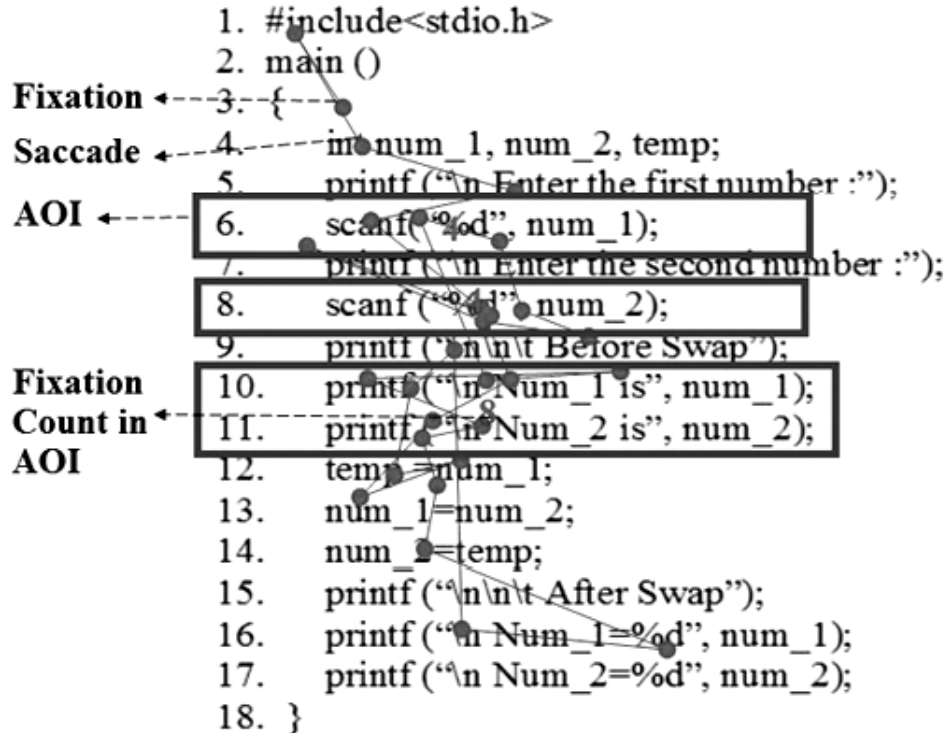 1. #include<stdio.h>
2. main ()
Fixation
3. {
Saccade
4. int num_1, num_2, temp;
5. printf (“\n Enter the first number :”);
AOI
6. scanf(“%d”, num_1);
7. printf (“\n Enter the second number :”);
8. scanf (“%d”, num_2);
9. printf (“\n\n\t Before Swap”);
Fixation
Count in
AOI
10. printf (“\n Num_1 is”, num_1);
8
11. printf (“\n Num_2 is”, num_2);
12. temp =num_1;
13. num_1=num_2;
14. num_2=temp;
15. printf (“\n\n\t After Swap”);
16. printf (“\n Num_1=%d”, num_1);
17. printf (“\n Num_2=%d”, num_2);
18. }